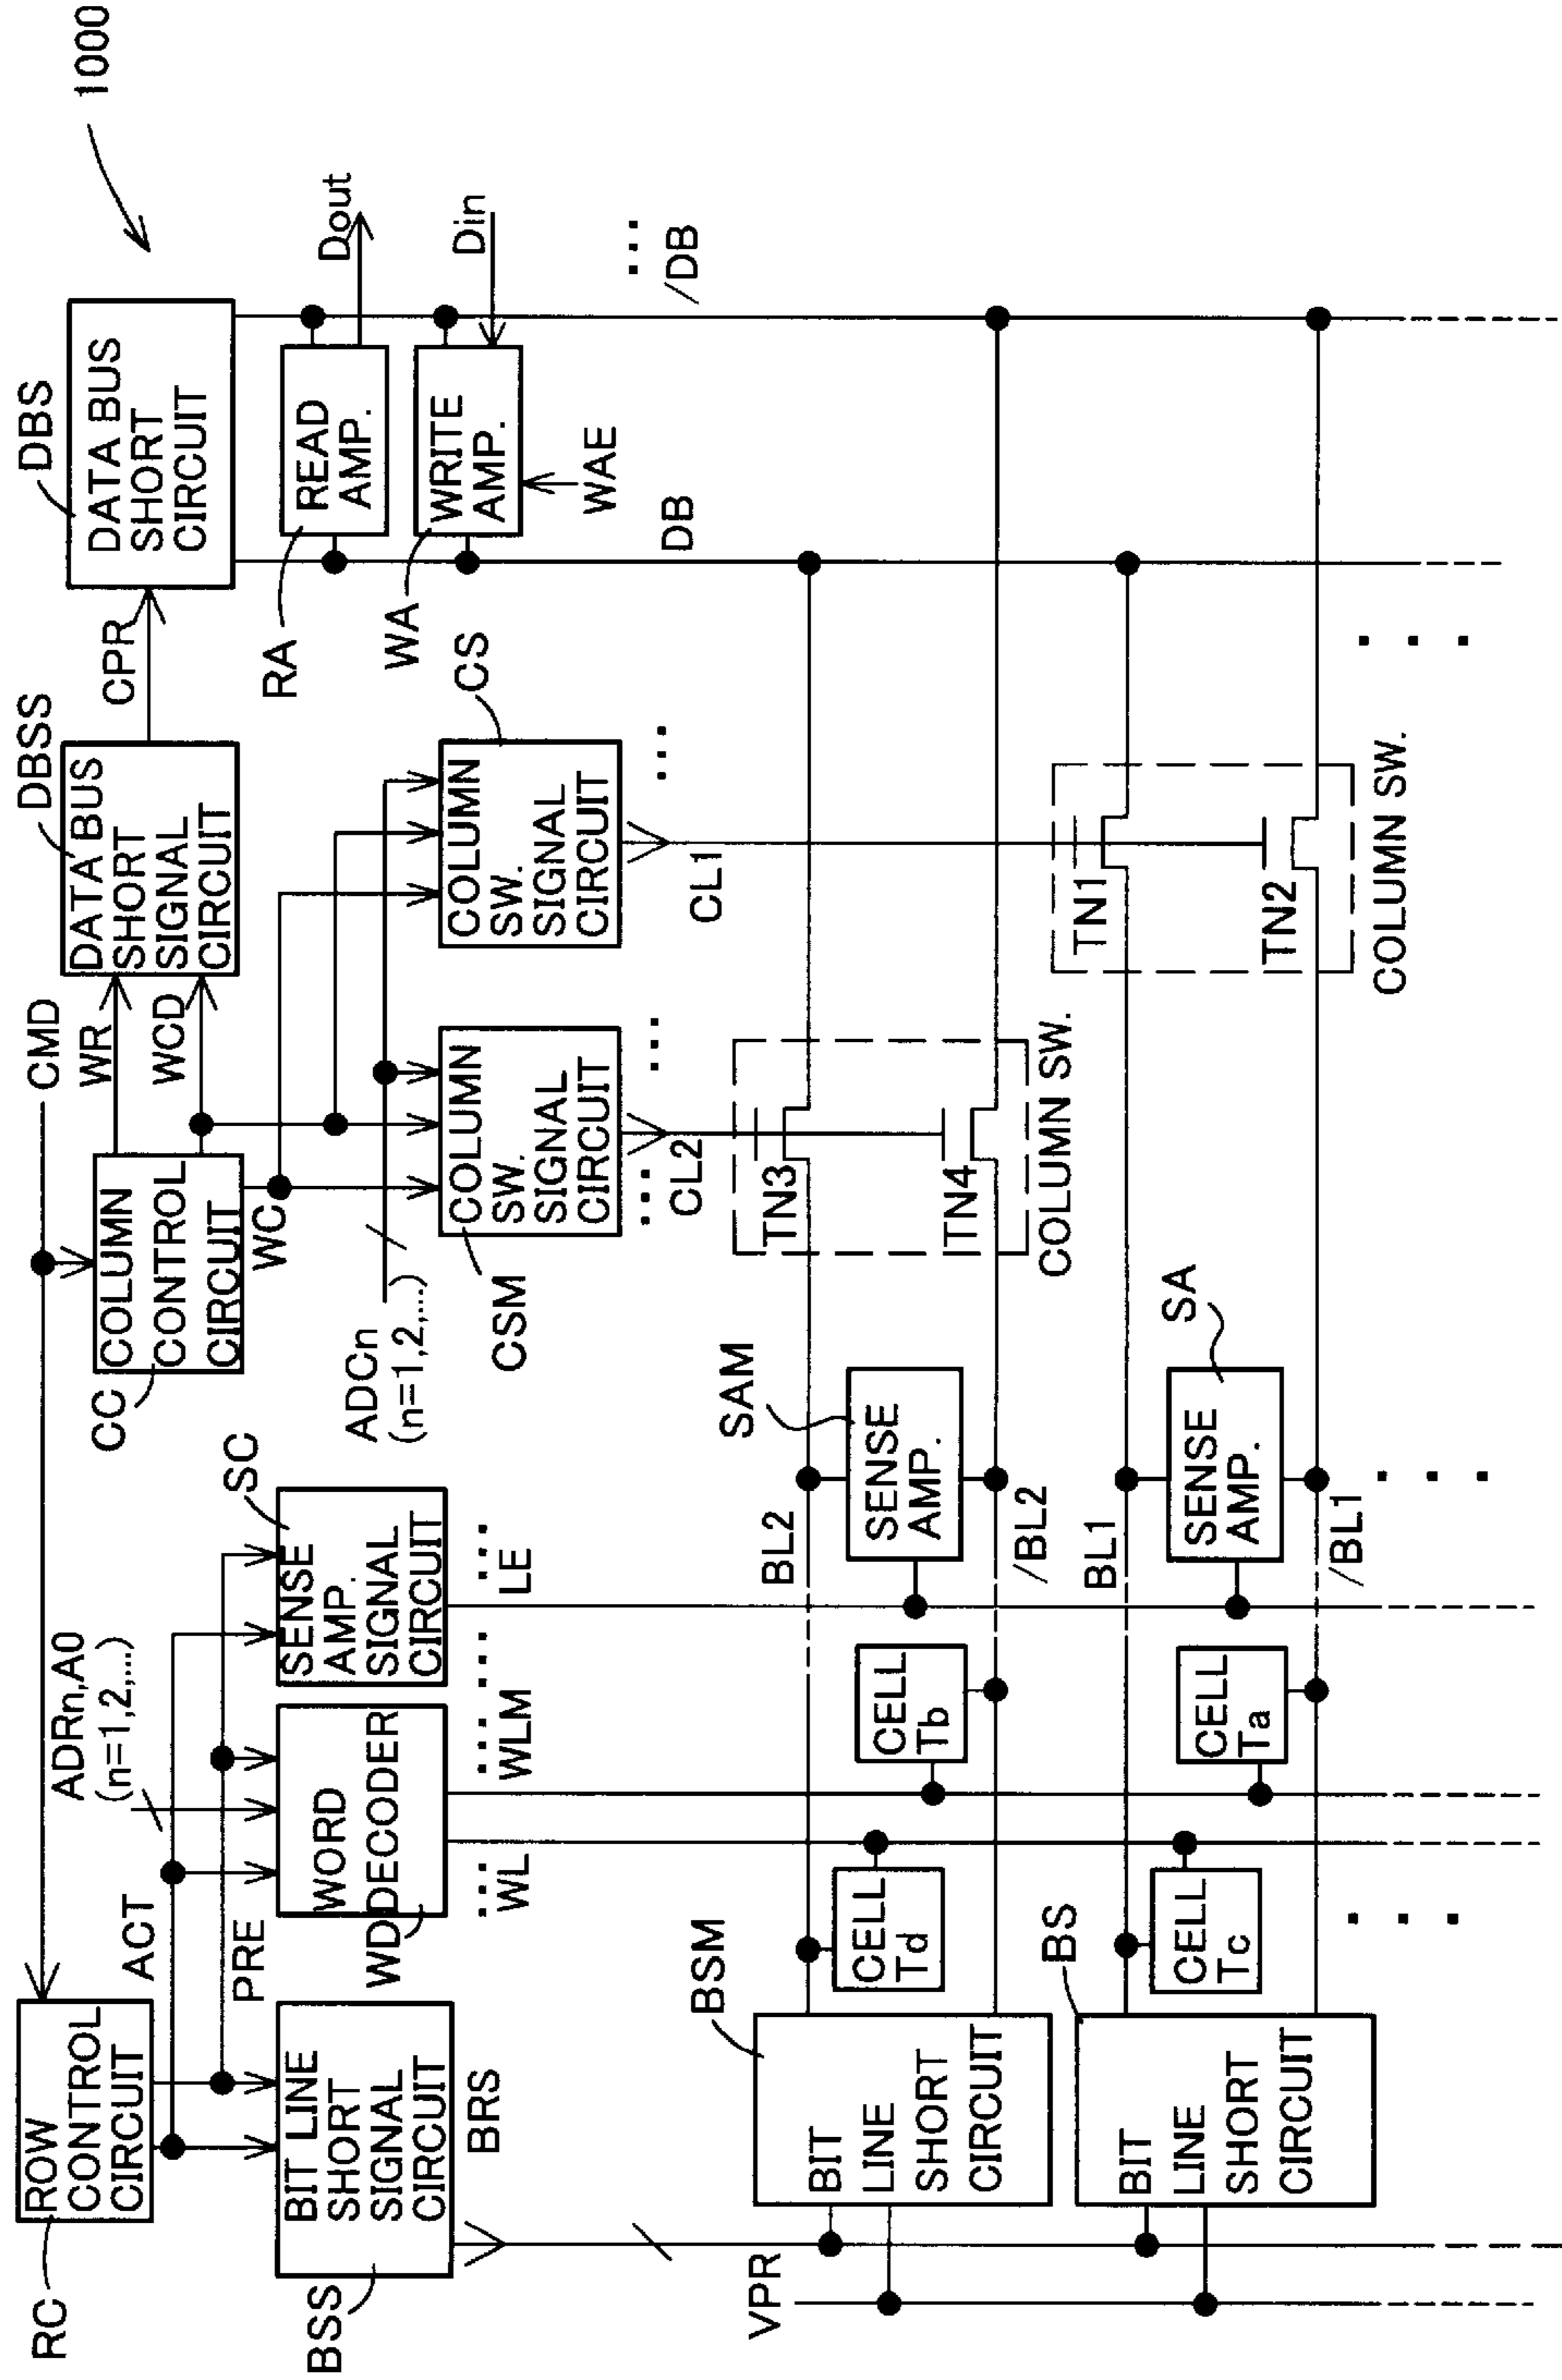 1000
CMD
RC
ROW
CONTROL
CIRCUIT
ACT
PRE
ADRn,A0
(n=1,2,...)
CC
COLUMN
CONTROL
CIRCUIT
WR
WCD
WC
DBSS
DATA BUS
SHORT
SIGNAL
CIRCUIT
CPR
DBS
DATA BUS
SHORT
CIRCUIT
BSS
BIT LINE
SHORT
SIGNAL
CIRCUIT
BRS
WD
WORD
DECODER
...WL
...WLM
SC
SENSE
AMP.
SIGNAL
CIRCUIT
...
...LE
ADCn
(n=1,2,...)
CSM
COLUMN
SW.
SIGNAL
CIRCUIT
...
CL2
...
CS
COLUMN
SW.
SIGNAL
CIRCUIT
CL1
...
RA
READ
AMP.
Dout
WA
WRITE
AMP.
Din
WAE
DB
...
/DB
VPR
BSM
BIT
LINE
SHORT
CIRCUIT
CELL
Td
CELL
Tb
BL2
/BL2
SAM
SENSE
AMP.
TN3
TN4
COLUMN SW.
BS
BIT
LINE
SHORT
CIRCUIT
CELL
Tc
CELL
Ta
BL1
/BL1
SA
SENSE
AMP.
TN1
TN2
COLUMN SW.
...
...
...